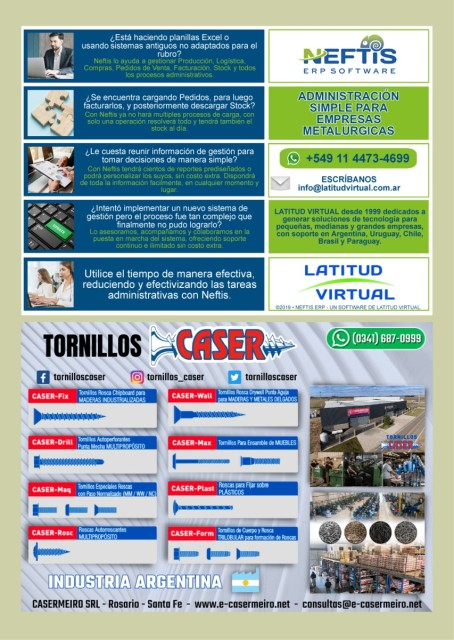 ¿Está haciendo planillas Excel o
usando sistemas antiguos no adaptados para el
rubro?
Neftis lo ayuda a gestionar Producción, Logística,
Compras, Pedidos de Venta, Facturación, Stock y todos
los procesos administrativos.
¿Se encuentra cargando Pedidos, para luego
facturarlos, y posteriormente descargar Stock?
Con Neftis ya no hará multiples procesos de carga, con
solo una operación resolverá todo y tendrá también el
stock al día.
¿Le cuesta reunir información de gestión para
tomar decisiones de manera simple?
Con Neftis tendrá cientos de reportes prediseñados o
podrá personalizar los suyos, sin costo extra. Dispondrá
de toda la información facilmente, en cualquier momento y
lugar.
¿Intentó implementar un nuevo sistema de
gestión pero el proceso fue tan complejo que
finalmente no pudo lograrlo?
Lo asesoramos, acompañamos y colaboramos en la
puesta en marcha del sistema, ofreciendo soporte
continuo e ilimitado sin costo extra.
Utilice el tiempo de manera efectiva,
reduciendo y efectivizando las tareas
administrativas con Neftis.
NEFTIS
ERP SOFTWARE
ADMINISTRACIÓN
SIMPLE PARA
EMPRESAS
METALÚRGICAS
+549 11 4473-4699
ESCRÍBANOS
info@latitudvirtual.com.ar
LATITUD VIRTUAL desde 1999 dedicados a
generar soluciones de tecnología para
pequeñas, medianas y grandes empresas,
con soporte en Argentina, Uruguay, Chile,
Brasil y Paraguay.
LATITUD
VIRTUAL
©2019 • NEFTIS ERP - UN SOFTWARE DE LATITUD VIRTUAL
TORNILLOS CASER
(0341) 687-0999
tornilloscaser
tornillos_caser
tornilloscaser
CASER-Fix
Tornillos Rosca Chipboard para
MADERAS INDUSTRIALIZADAS
CASER-Wall
Tornillos Rosca Drywall Punta Aguja
para MADERAS Y METALES DELGADOS
CASER-Drill
Tornillos Autoperforantes
Punta Mecha MULTIPROPÓSITO
CASER-Max
Tornillos Para Ensamble de MUEBLES
CASER-Maq
Tornillos Especiales Roscas
con Paso Normalizado (MM / WW / NC)
CASER-Plast
Roscas para Fijar sobre
PLÁSTICOS
CASER-Rosc
Roscas Autorroscantes
MULTIPROPÓSITO
CASER-Form
Tornillos de Cuerpo y Rosca
TRILOBULAR para formación de Roscas
TORNILLOS
CASER
INDUSTRIA ARGENTINA
CASERMEIRO SRL - Rosario - Santa Fe - www.e-casermeiro.net - consultas@e-casermeiro.net